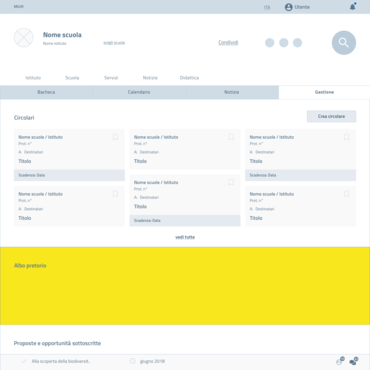 MIUR
(IT)
Utente
Nome scuola
Nome istituto
scegli scuola
Condividi
Istituto Scuola Servizi Notizie Didattica
Bacheca Calendario Notizie Gestione
Circolari
Crea circolare
Nome scuola / Istituto
Prot. n°
A: Destinatari
Titolo
Scadenza: Data
Nome scuola / Istituto
Prot. n°
A: Destinatari
Titolo
Nome scuola / Istituto
Prot. n°
A: Destinatari
Titolo
Nome scuola / Istituto
Prot. n°
A: Destinatari
Titolo
Scadenza: Data
Nome scuola / Istituto
Prot. n°
A: Destinatari
Titolo
Scadenza: Data
Nome scuola / Istituto
Prot. n°
A: Destinatari
Titolo
vedi tutte
Albo pretorio
Proposte e opportunità sottoscritte
Alla scoperta della biodiversit.
giugno 2018/